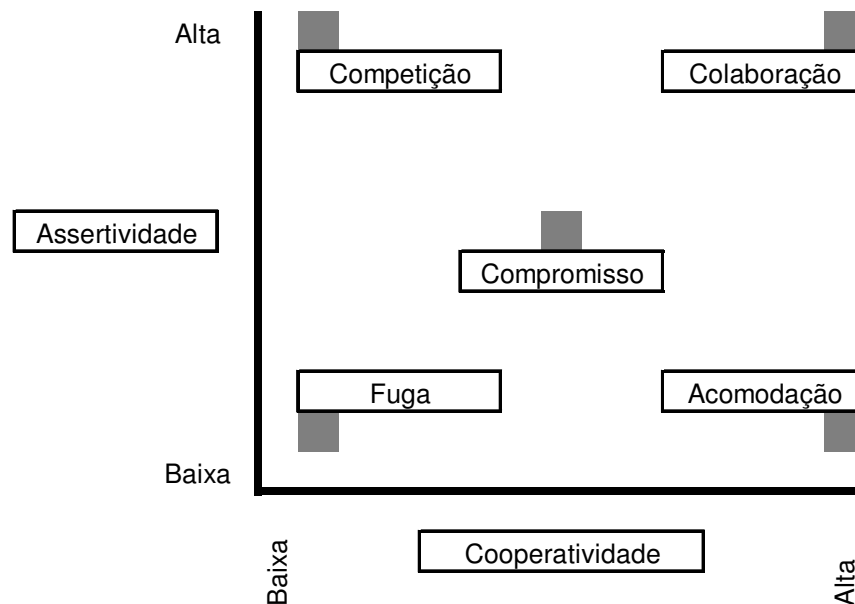 Alta
Competição
Colaboração
Assertividade
Compromisso
Fuga
Acomodação
Baixa
Baixa
Cooperatividade
Alta